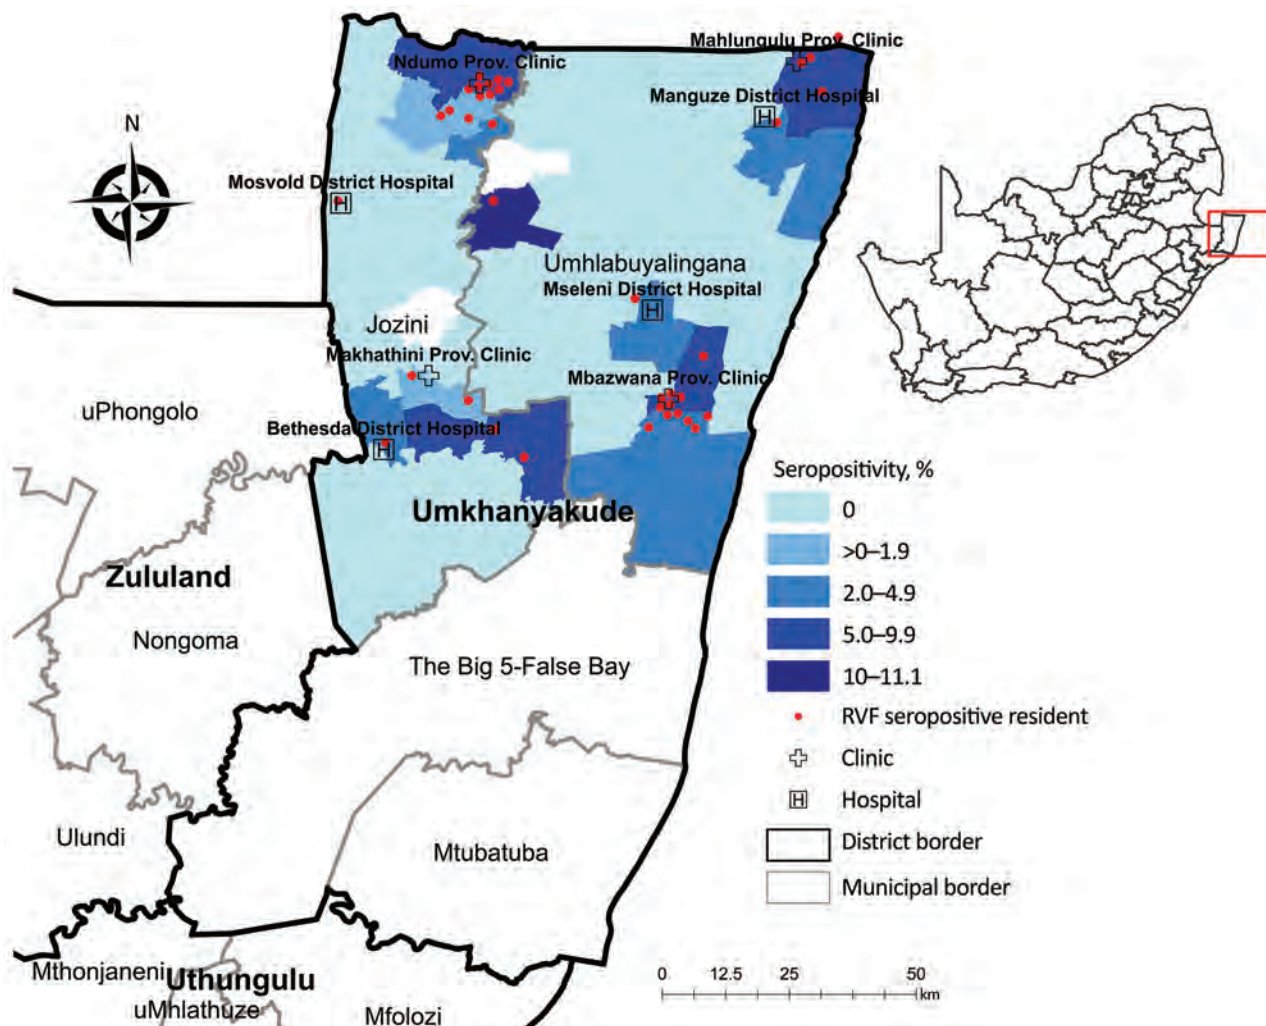 Mahlungulu Prov. Clinic
Ndumo Prov. Clinic
Manguze District Hospital
H
N
Mosvold District Hospital
H
Umhlabuyalingana
Mseleni District Hospital
H
Jozini
Makhathini Prov. Clinic
Mbazwana Prov. Clinic
uPhongolo
Bethesda District Hospital
H
Umkhanyakude
Zululand
Nongoma
The Big 5-False Bay
Ulundi
Mtubatuba
Mthonjaneni
Uthungulu
uMhlathuze
Mfolozi
Seropositivity, %
0
>0–1.9
2.0–4.9
5.0–9.9
10–11.1
RVF seropositive resident
Clinic
H Hospital
District border
Municipal border
0 12.5 25 50
km